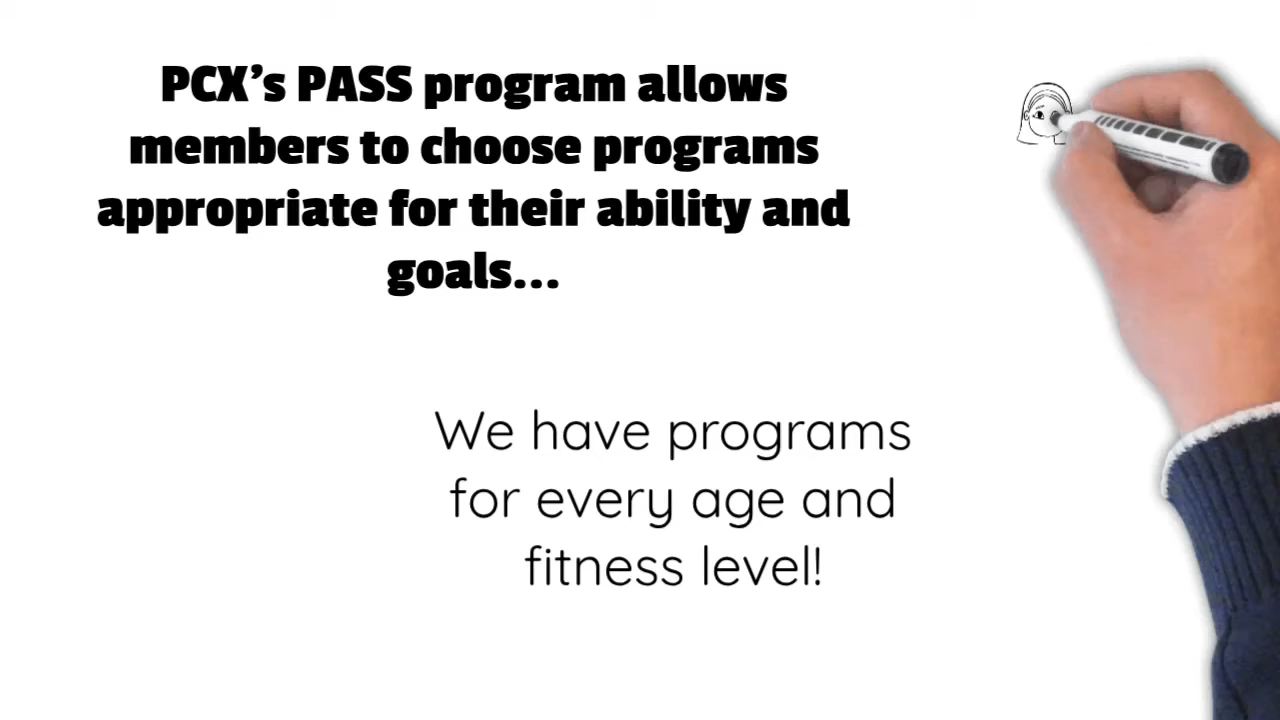 PCX’s PASS program allows
members to choose programs
appropriate for their ability and
goals...
We have programs
for every age and
fitness level!